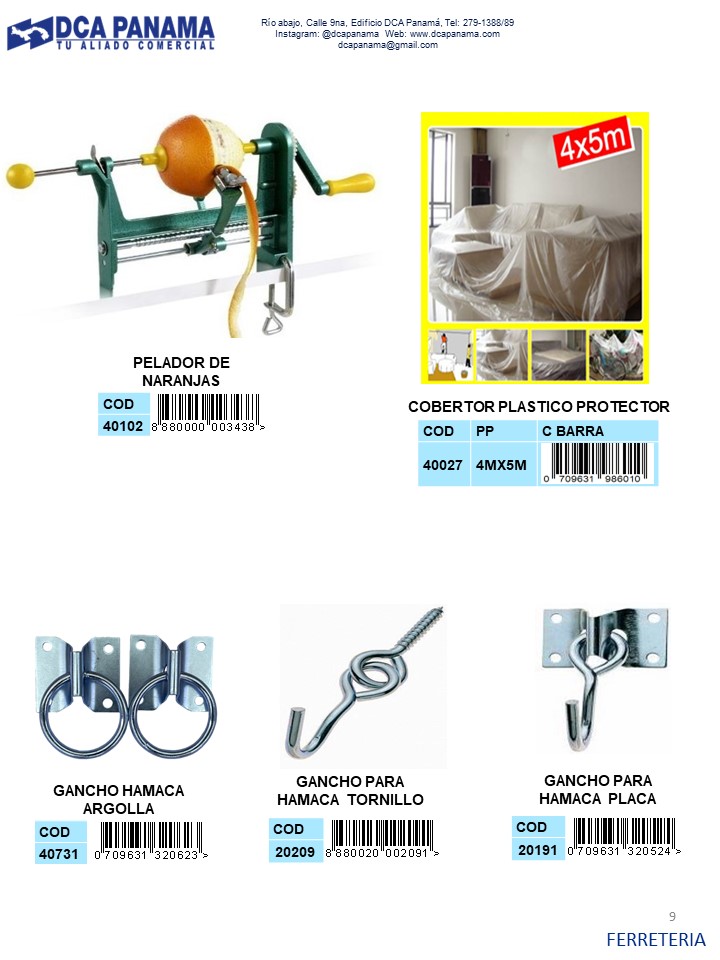 DCA PANAMA
TU ALIADO COMERCIAL
Río abajo, Calle 9na, Edificio DCA Panamá, Tel: 279-1388/89
Instagram: @dcapanama Web: www.dcapanama.com
dcapanama@gmail.com
4x5m
PELADOR DE
NARANJAS
COD
40102
8 880000 003438 >
COBERTOR PLASTICO PROTECTOR
COD PP C BARRA
40027 4MX5M
0 709631 986010
GANCHO HAMACA
ARGOLLA
COD
40731
0 709631 320623 >
GANCHO PARA
HAMACA TORNILLO
COD
20209
8 880020 002091 >
GANCHO PARA
HAMACA PLACA
COD
20191
0 709631 320524 >
9
FERRETERIA